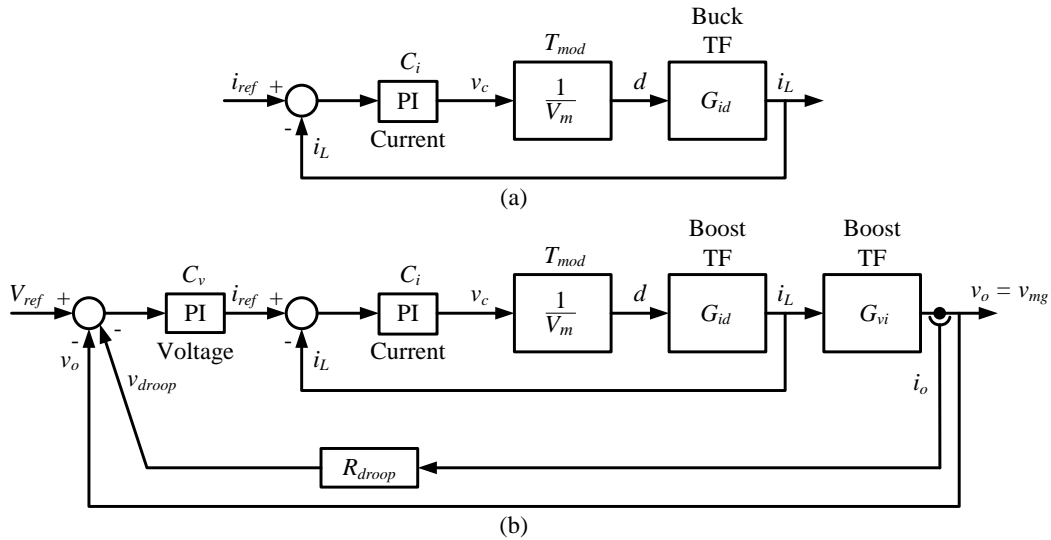 Buck
TF
T_mod
C_i
i_ref + PI v_c 1/V_m d G_id i_L
- i_L Current
(a)
Boost
TF
Boost
TF
T_mod
C_v C_i
V_ref + PI i_ref + PI v_c 1/V_m d G_id i_L G_vi v_o = v_mg
- - Voltage - i_L Current
v_o v_droop i_o
R_droop
(b)